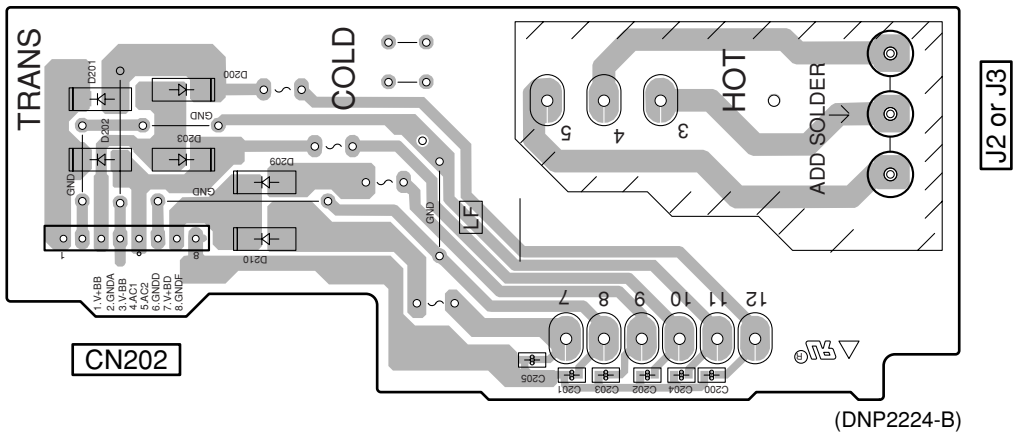 TRANS
COLD
HOT
ADD SOLDER
J2 or J3
D201
D200
GND
D202
D203
GND
GND
D209
GND
LF
D210
5
4
3
1
8
1.V+BB
2.GNDA
3.V-BB
4.AC1
5.AC2
6.GNDD
7.V+BD
8.GNDF
7
8
9
10
11
12
C205
C201
C203
C202
C204
C200
CN202
(DNP2224-B)